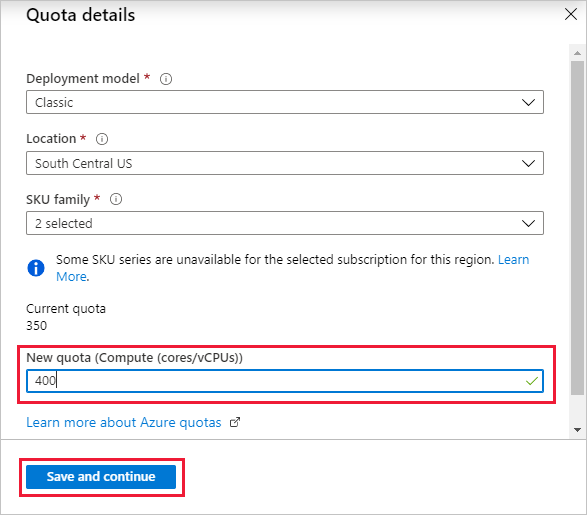 Quota details
Deployment model *
Classic
Location *
South Central US
SKU family *
2 selected
Some SKU series are unavailable for the selected subscription for this region. Learn
More.
Current quota
350
New quota (Compute (cores/vCPUs))
400
Learn more about Azure quotas
Save and continue